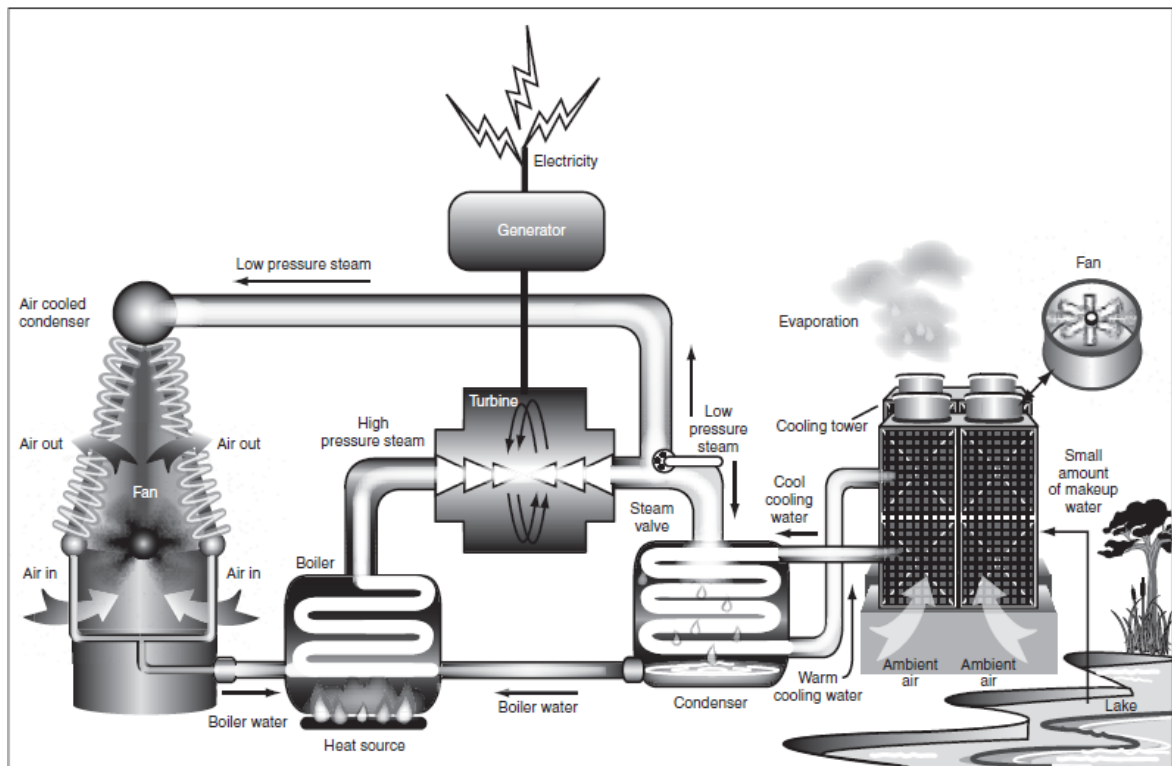 Electricity
Generator
Low pressure steam
Fan
Air cooled
condenser
Evaporation
Turbine
High
pressure steam
Low
pressure
steam
Cooling tower
Air out
Air out
Small
amount
of makeup
water
Cool
cooling
water
Fan
Steam
valve
Boiler
Air in
Air in
Ambient
air
Ambient
air
Warm
cooling water
Condenser
Lake
Boiler water
Boiler water
Heat source